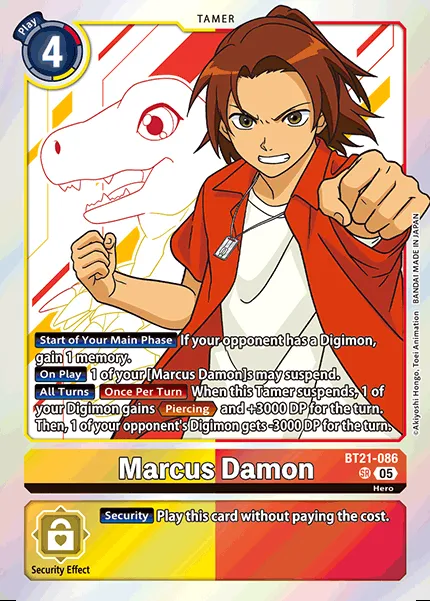 TAMER
Play
4
Start of Your Main Phase If your opponent has a Digimon,
gain 1 memory.
On Play 1 of your [Marcus Damon]s may suspend.
All Turns Once Per Turn When this Tamer suspends, 1 of
your Digimon gains Piercing and +3000 DP for the turn.
Then, 1 of your opponent's Digimon gets -3000 DP for the turn.
©Akiyoshi Hongo, Toei Animation BANDAI MADE IN JAPAN
BT21-086
Marcus Damon
SR 05
Hero
Security Play this card without paying the cost.
Security Effect